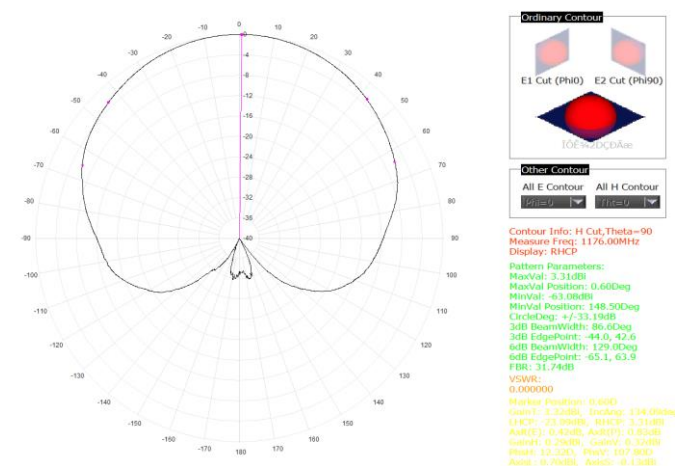 Ordinary Contour
E1 Cut (Phi0) E2 Cut (Phi90)
Other Contour
All E Contour All H Contour
Phi=0
Contour Info: H Cut,Theta=90
Measure Freq: 1176.00MHz
Display: RHCP
Pattern Parameters:
MaxVal: 3.31dBi
MaxVal Position: 0.60Deg
MinVal: -63.08dBi
MinVal Position: 148.50Deg
CircleDeg: +/-33.19dB
3dB BeamWidth: 86.6Deg
3dB EdgePoint: -44.0, 42.6
6dB BeamWidth: 129.0Deg
6dB EdgePoint: -65.1, 63.9
FBR: 31.74dB
VSWR:
0.000000
Marker Position: 0.60D
-10 0 10
-20 20
-30 30
-40 40
-50 50
-60 60
-70 70
-80 80
-90 90
-100 100
-110 110
-120 120
-130 130
-140 140
-150 150
-160 160
-170 180 170
-4
-8
-12
-16
-20
-24
-28
-32
-36
-40